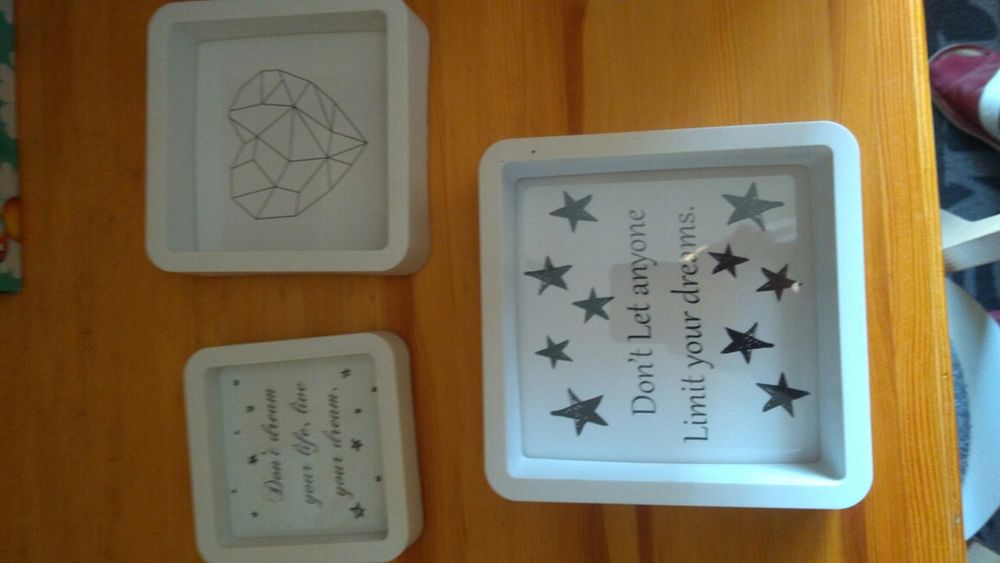 Don't dream
your life, live
your dream.
Don't Let anyone
Limit your dreams.